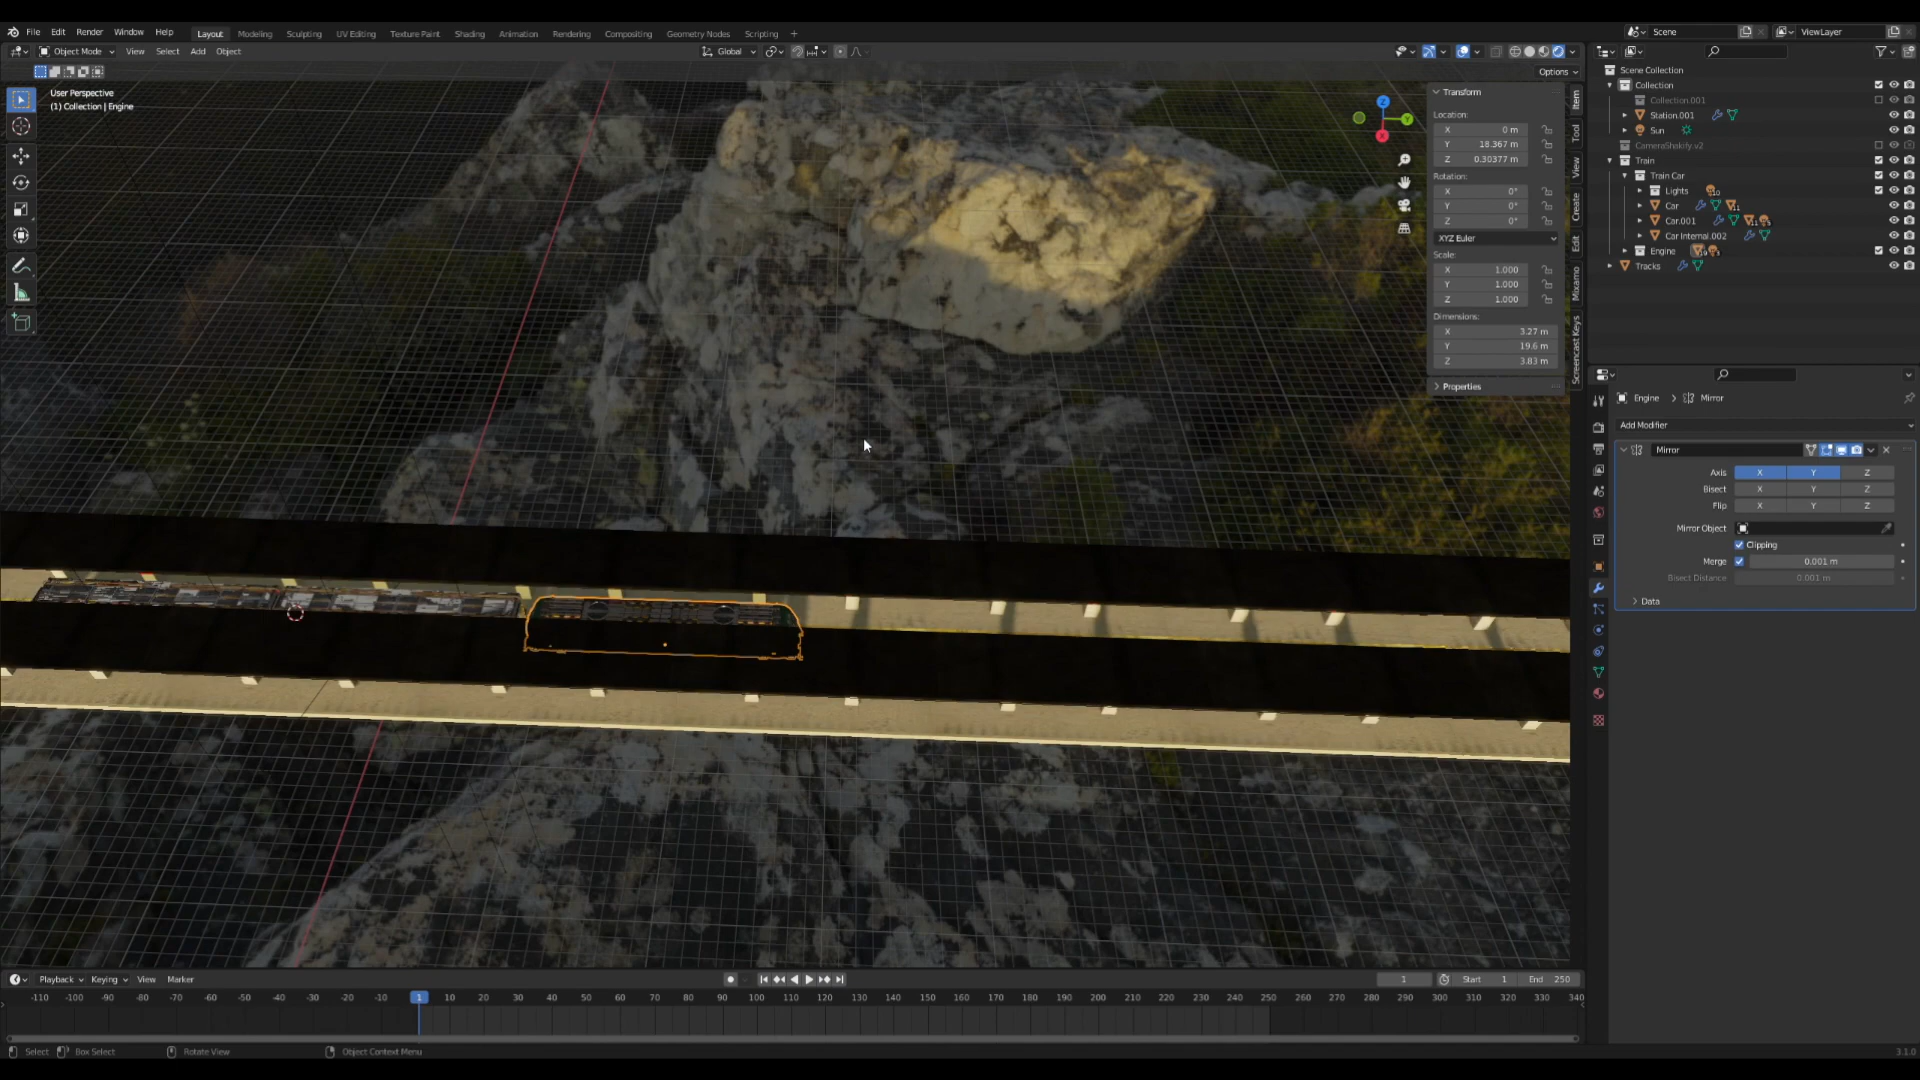 File Edit Render Window Help Layout Modeling Sculpting UV Editing Texture Paint Shading Animation Rendering Compositing Geometry Nodes Scripting + Scene ViewLayer
Object Mode View Select Add Object Global
Options
User Perspective
(1) Collection | Engine
Z
Y
X
Transform
Location:
X 0 m
Y 18.367 m
Z 0.30377 m
Rotation:
X 0°
Y 0°
Z 0°
XYZ Euler
Scale:
X 1.000
Y 1.000
Z 1.000
Dimensions:
X 3.27 m
Y 19.6 m
Z 3.83 m
Properties
Item
Tool
View
Create
Edit
Mixamo
Screencast Keys
Scene Collection
Collection
Collection.001
Station.001
Sun
CameraShakify.v2
Train
Train Car
Lights
Car
Car.001
Car Internal.002
Engine
Tracks
Engine > Mirror
Add Modifier
Mirror
Axis X Y Z
Bisect X Y Z
Flip X Y Z
Mirror Object
Clipping
Merge 0.001 m
Bisect Distance 0.001 m
Data
Playback Keying View Marker 1 Start 1 End 250
-110 -100 -90 -80 -70 -60 -50 -40 -30 -20 -10 1 10 20 30 40 50 60 70 80 90 100 110 120 130 140 150 160 170 180 190 200 210 220 230 240 250 260 270 280 290 300 310 320 330 340
Select Box Select Rotate View Object Context Menu 3.1.0